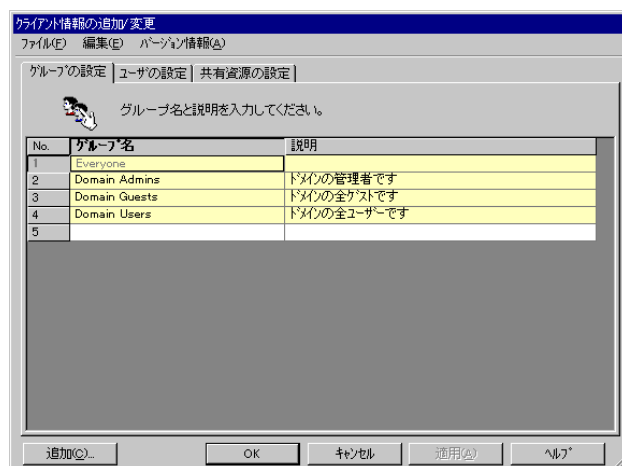 クライアント情報の追加/変更
ファイル(F) 編集(E) バージョン情報(A)
グループの設定 ユーザの設定 共有資源の設定
グループ名と説明を入力してください。
No. グループ名 説明
1 Everyone
2 Domain Admins ドメインの管理者です
3 Domain Guests ドメインの全ゲストです
4 Domain Users ドメインの全ユーザーです
5
追加(C)... OK キャンセル 適用(A) ヘルプ